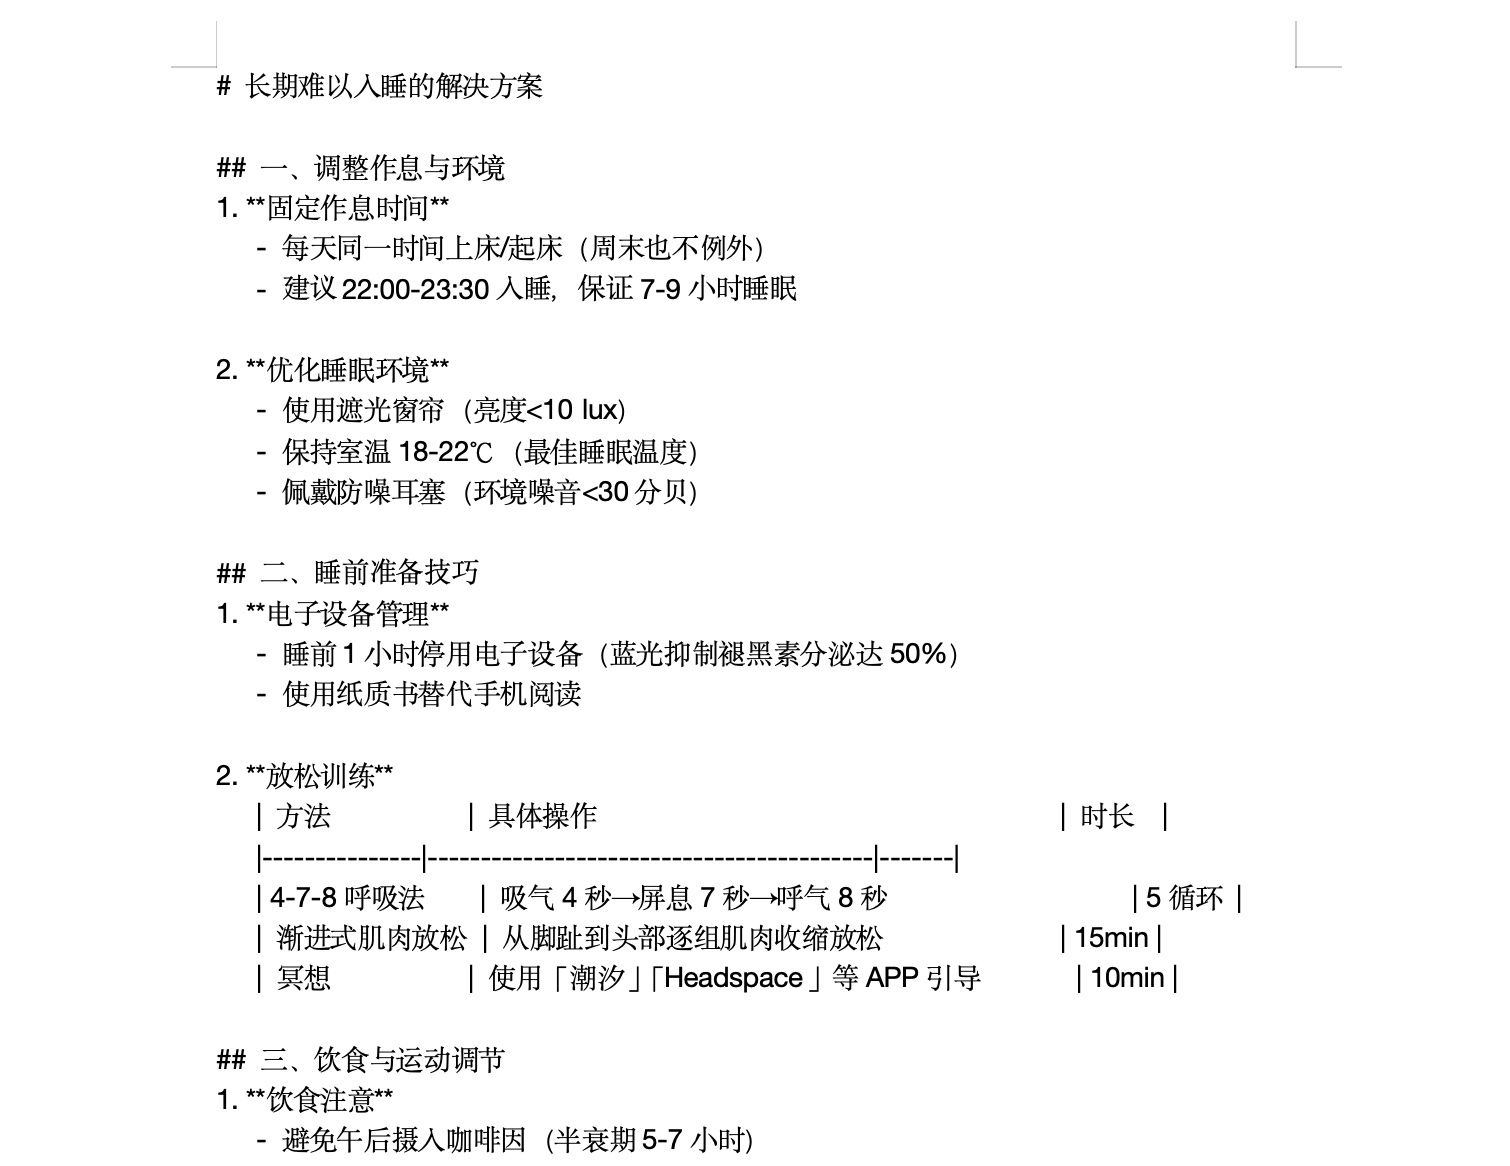 # 长期难以入睡的解决方案
## 一、调整作息与环境
1. **固定作息时间**
- 每天同一时间上床/起床（周末也不例外）
- 建议 22:00-23:30 入睡，保证 7-9 小时睡眠
2. **优化睡眠环境**
- 使用遮光窗帘（亮度<10 lux）
- 保持室温 18-22℃（最佳睡眠温度）
- 佩戴防噪耳塞（环境噪音<30 分贝）
## 二、睡前准备技巧
1. **电子设备管理**
- 睡前 1 小时停用电子设备（蓝光抑制褪黑素分泌达 50%）
- 使用纸质书替代手机阅读
2. **放松训练**
| 方法 | 具体操作 | 时长 |
|---------------|------------------------------------------|-------|
| 4-7-8 呼吸法 | 吸气 4 秒→屏息 7 秒→呼气 8 秒 | 5 循环 |
| 渐进式肌肉放松 | 从脚趾到头部逐组肌肉收缩放松 | 15min |
| 冥想 | 使用「潮汐」「Headspace」等 APP 引导 | 10min |
## 三、饮食与运动调节
1. **饮食注意**
- 避免午后摄入咖啡因（半衰期 5-7 小时）